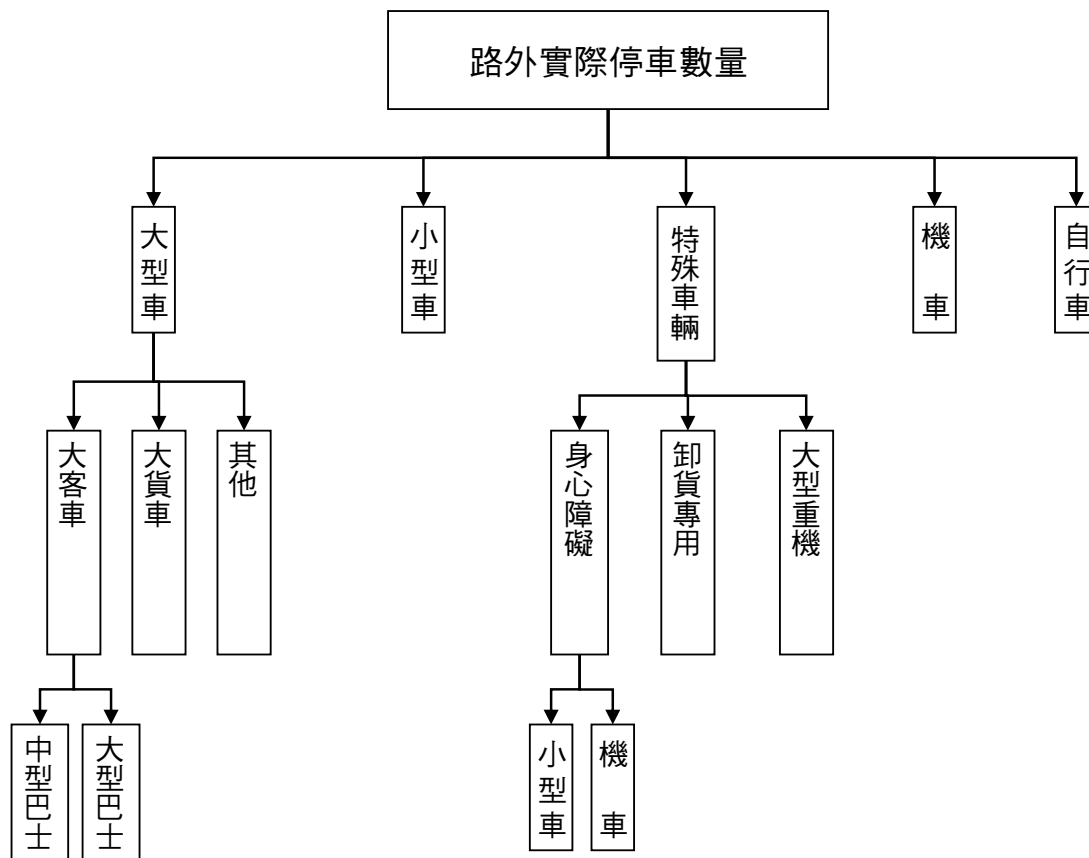 路外實際停車數量
大型車
小型車
特殊車輛
機車
自行車
大客車
大貨車
其他
身心障礙
卸貨專用
大型重機
中型巴士
大型巴士
小型車
機車